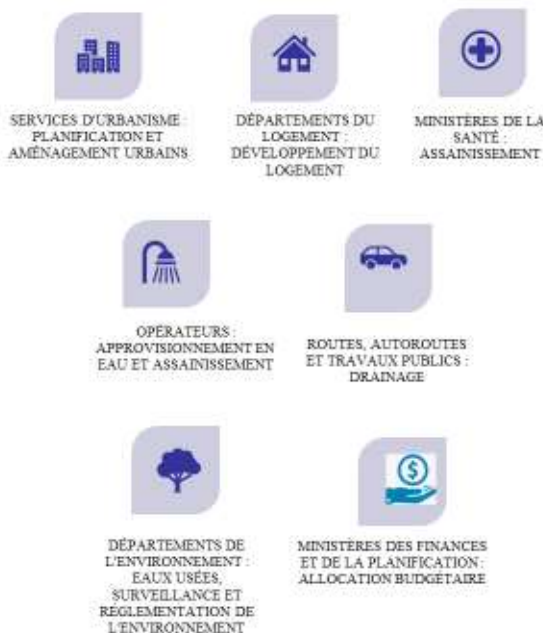 SERVICES D'URBANISME :
PLANIFICATION ET
AMÉNAGEMENT URBAINS
DÉPARTEMENTS DU
LOGEMENT :
DÉVELOPPEMENT DU
LOGEMENT
MINISTÈRES DE LA
SANTÉ :
ASSAINISSEMENT
OPÉRATEURS :
APPROVISIONNEMENT EN
EAU ET ASSAINISSEMENT
ROUTES, AUTOROUTES
ET TRAVAUX PUBLICS :
DRAINAGE
DÉPARTEMENTS DE
L'ENVIRONNEMENT :
EAUX USÉES,
SURVEILLANCE ET
RÉGLEMENTATION DE
L'ENVIRONNEMENT
MINISTÈRES DES FINANCES
ET DE LA PLANIFICATION:
ALLOCATION BUDGÉTAIRE